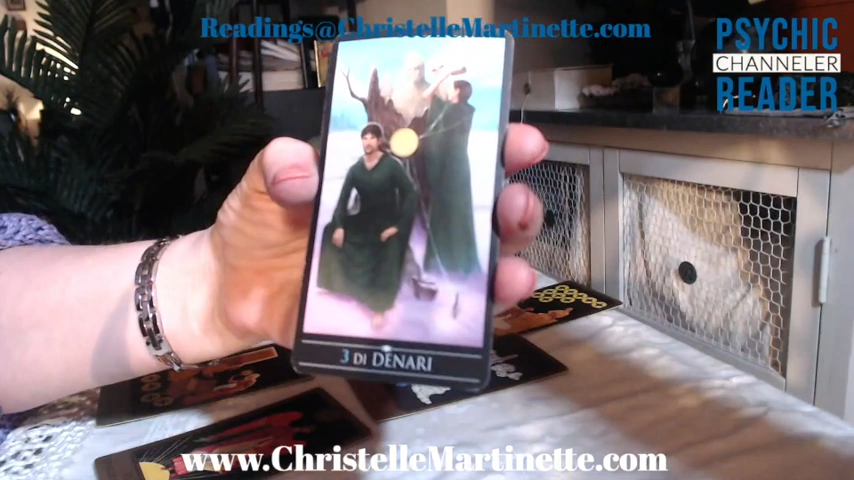 Readings@ChristelleMartinette.com
PSYCHIC
CHANNELER
READER
3 DI DENARI
www.ChristelleMartinette.com